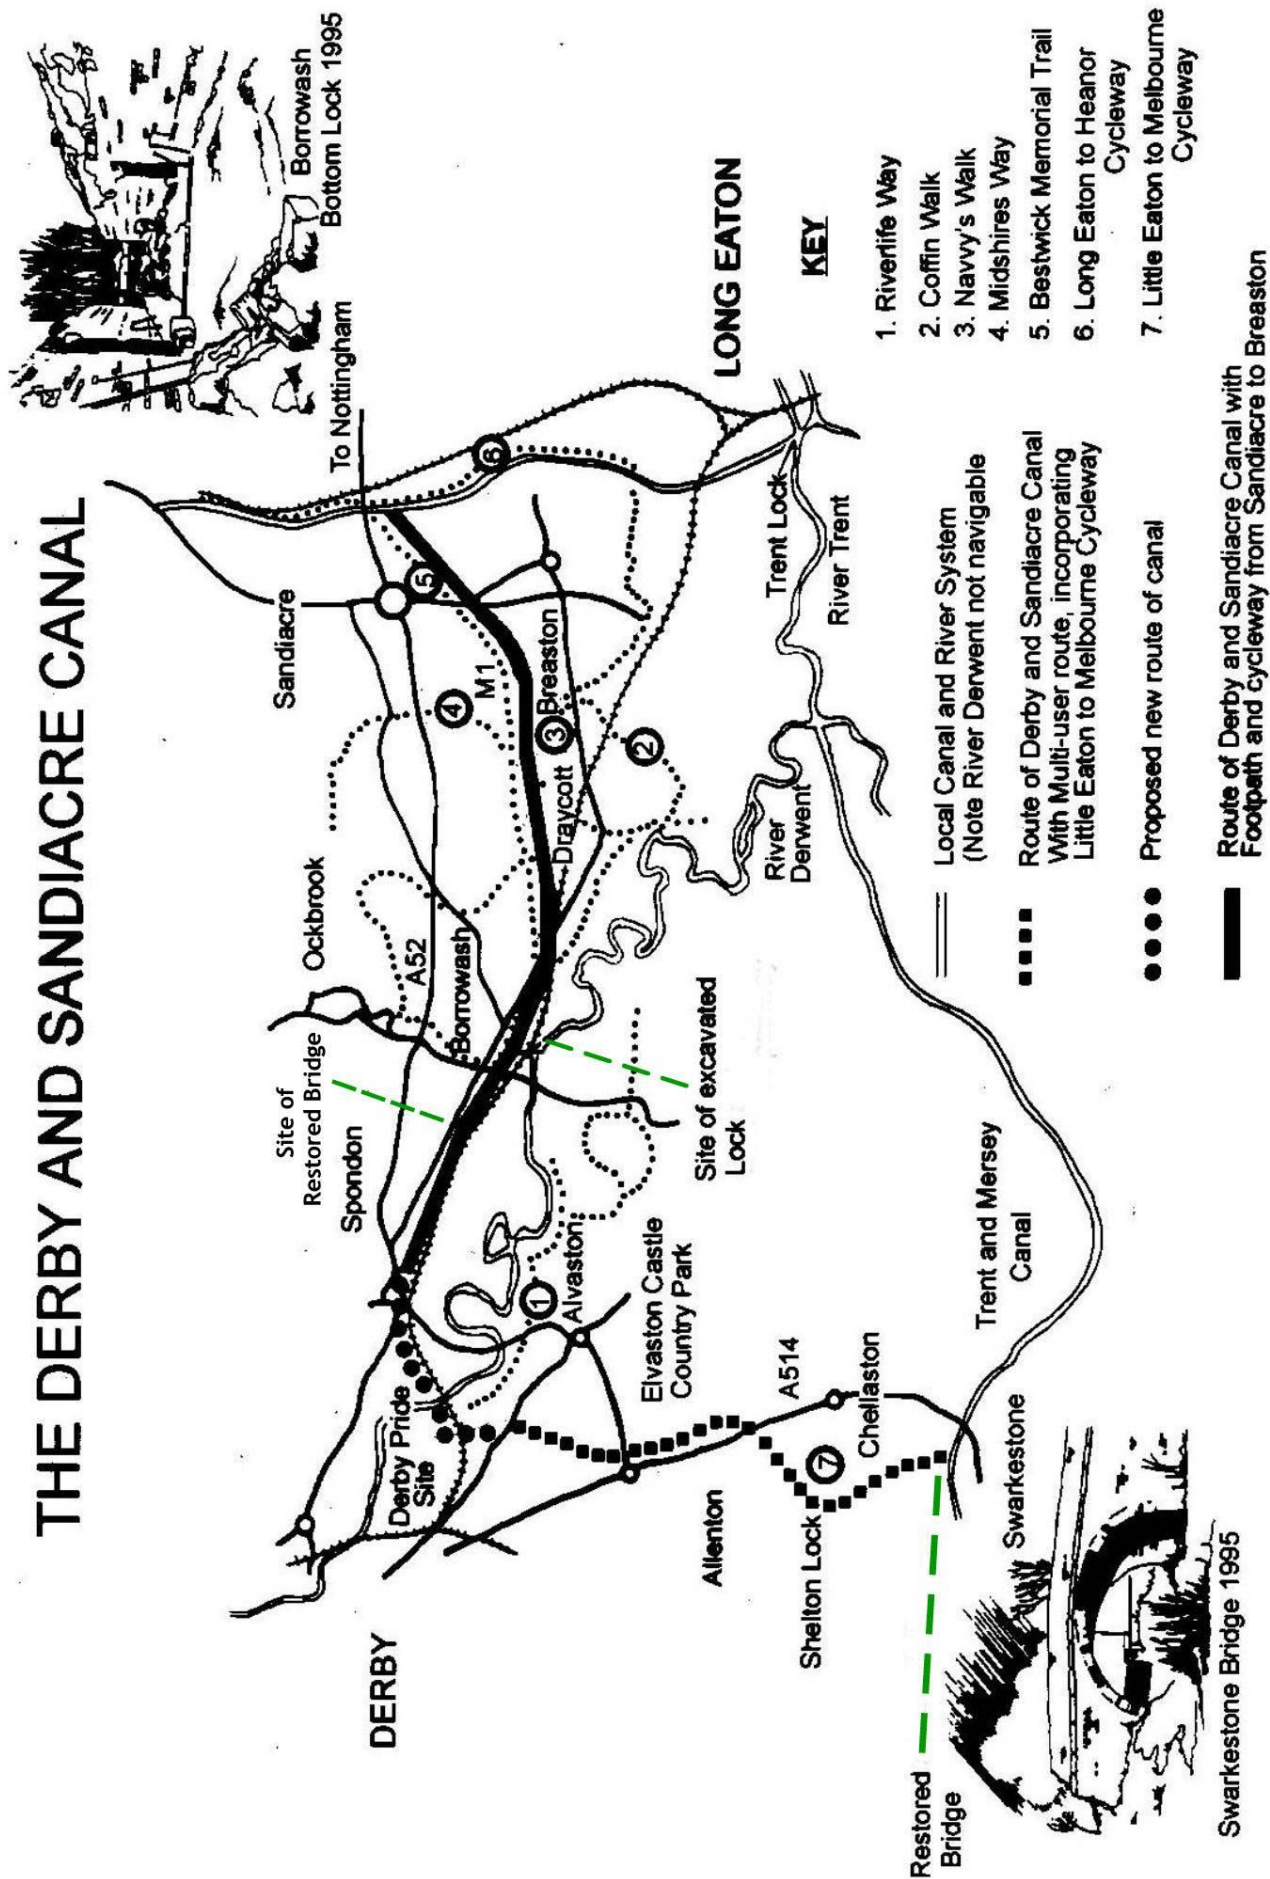 THE DERBY AND SANDIACRE CANAL
Borrowash
Bottom Lock 1995
To Nottingham
Sandiacre
Ockbrook
Site of
Restored Bridge
Spondon
A52
Borrowash
M1
Breaston
Draycott
Derby Pride
Site
Alvaston
DERBY
Elvaston Castle
Country Park
Site of excavated
Lock
River
Derwent
Trent Lock
River Trent
LONG EATON
Allenton
A514
Shelton Lock
Chellaston
Trent and Mersey
Canal
Swarkestone
Restored
Bridge
Swarkestone Bridge 1995
1
2
3
4
5
6
7
KEY
1. Riverlife Way
2. Coffin Walk
3. Navvy's Walk
4. Midshires Way
5. Bestwick Memorial Trail
6. Long Eaton to Heanor
Cycleway
7. Little Eaton to Melbourne
Cycleway
Local Canal and River System
(Note River Derwent not navigable
Route of Derby and Sandiacre Canal
With Multi-user route, incorporating
Little Eaton to Melbourne Cycleway
Proposed new route of canal
Route of Derby and Sandiacre Canal with
Footpath and cycleway from Sandiacre to Breaston